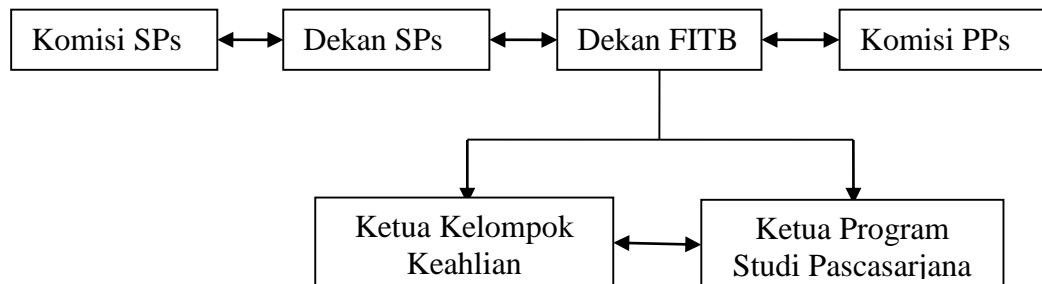 Komisi SPs
Dekan SPs
Dekan FITB
Komisi PPs
Ketua Kelompok
Keahlian
Ketua Program
Studi Pascasarjana